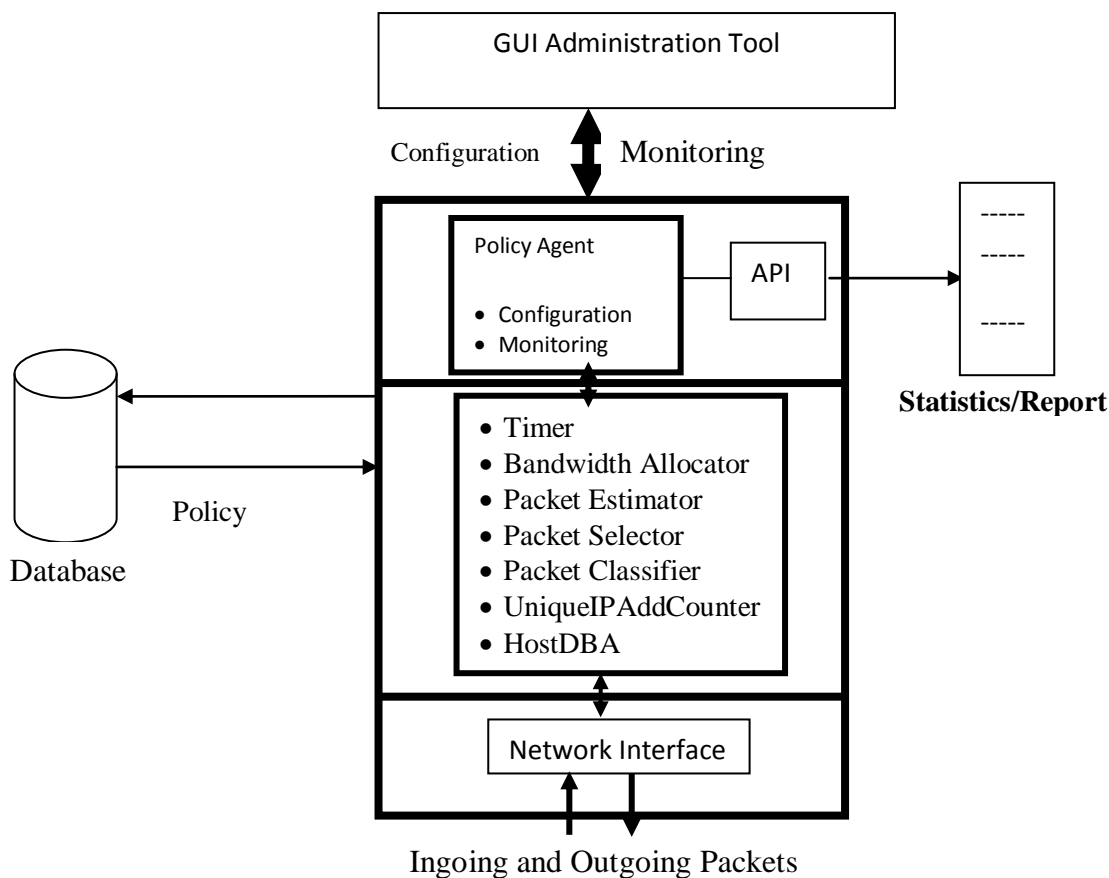 GUI Administration Tool
Configuration Monitoring
Policy Agent
• Configuration
• Monitoring
API
-----
-----
-----
Statistics/Report
• Timer
• Bandwidth Allocator
• Packet Estimator
• Packet Selector
• Packet Classifier
• UniqueIPAddCounter
• HostDBA
Policy
Database
Network Interface
Ingoing and Outgoing Packets